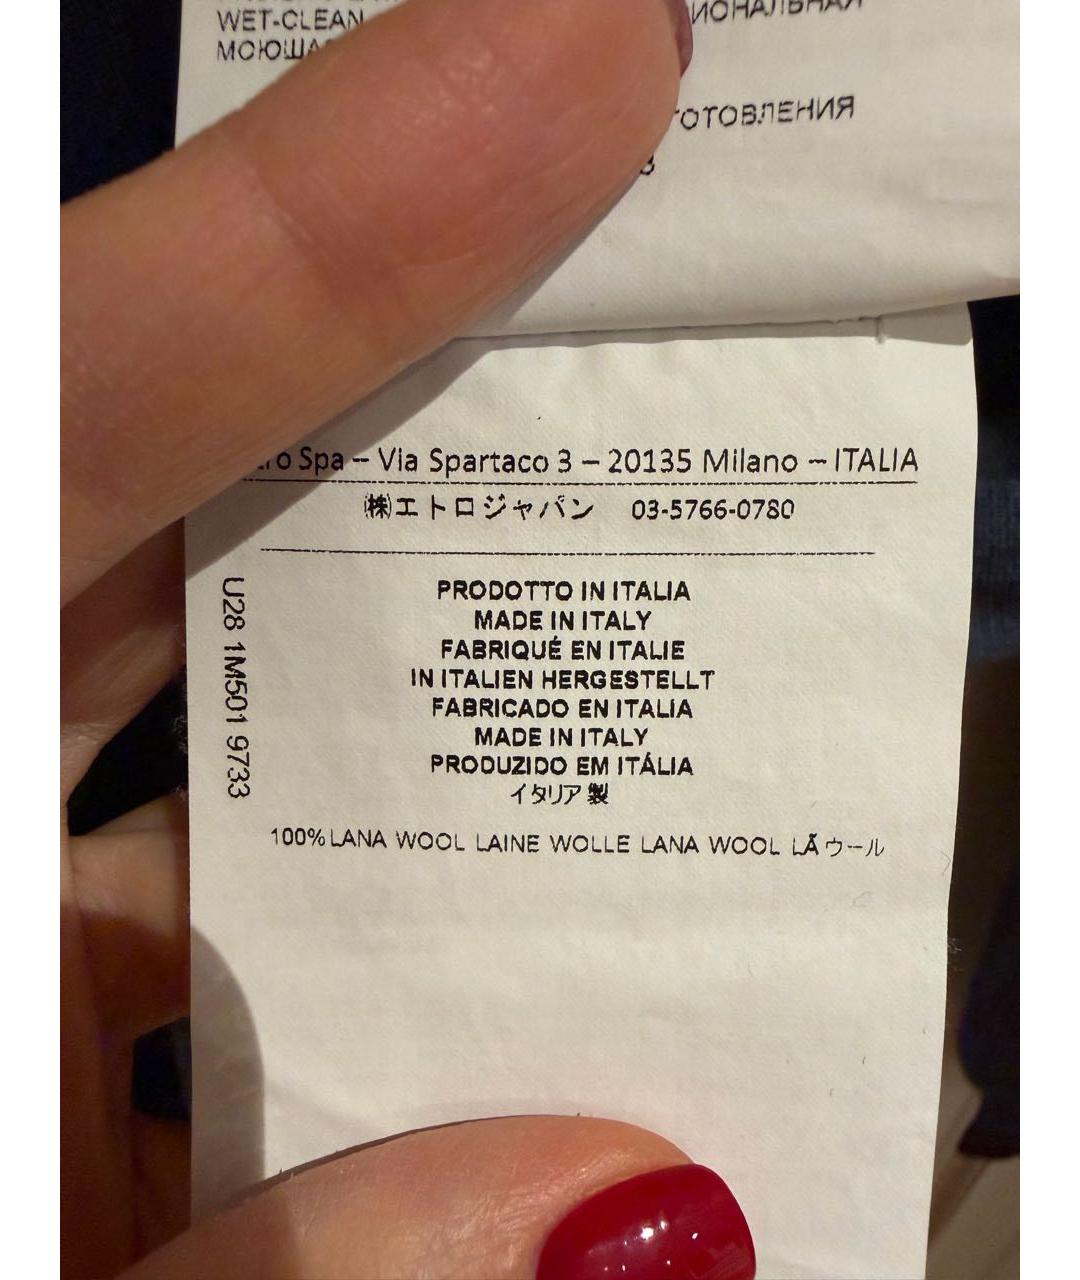 WET-CLEAN
ИОНАЛЬНАЯ
ГОТОВЛЕНИЯ
Spa – Via Spartaco 3 – 20135 Milano – ITALIA
㈱エトロジャパン 03-5766-0780
U28 1M501 9733
PRODOTTO IN ITALIA
MADE IN ITALY
FABRIQUÉ EN ITALIE
IN ITALIEN HERGESTELLT
FABRICADO EN ITALIA
MADE IN ITALY
PRODUZIDO EM ITÁLIA
イタリア製
100% LANA WOOL LAINE WOLLE LANA WOOL LÃ ウール